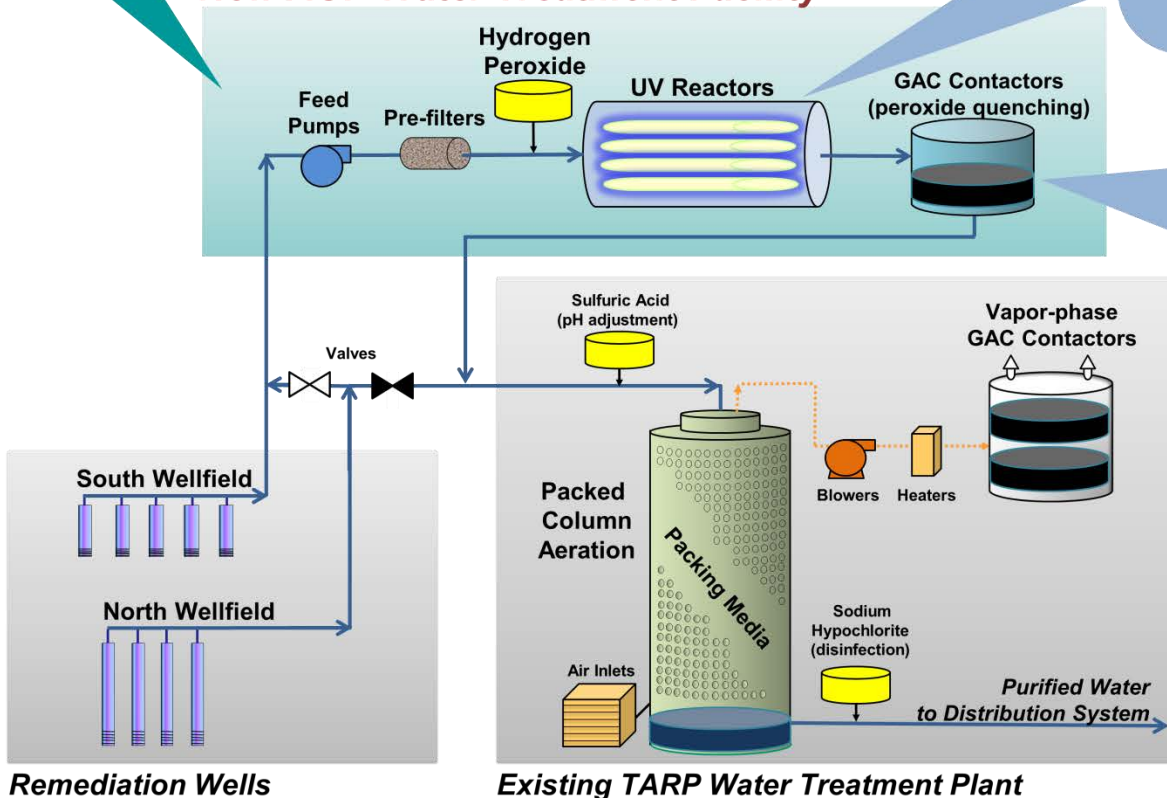 Hydrogen
Peroxide
UV Reactors
GAC Contactors
(peroxide quenching)
Feed
Pumps
Pre-filters
Sulfuric Acid
(pH adjustment)
Vapor-phase
GAC Contactors
Valves
South Wellfield
Packed
Column
Aeration
Packing Media
Blowers
Heaters
North Wellfield
Sodium
Hypochlorite
(disinfection)
Air Inlets
Purified Water
to Distribution System
Remediation Wells
Existing TARP Water Treatment Plant